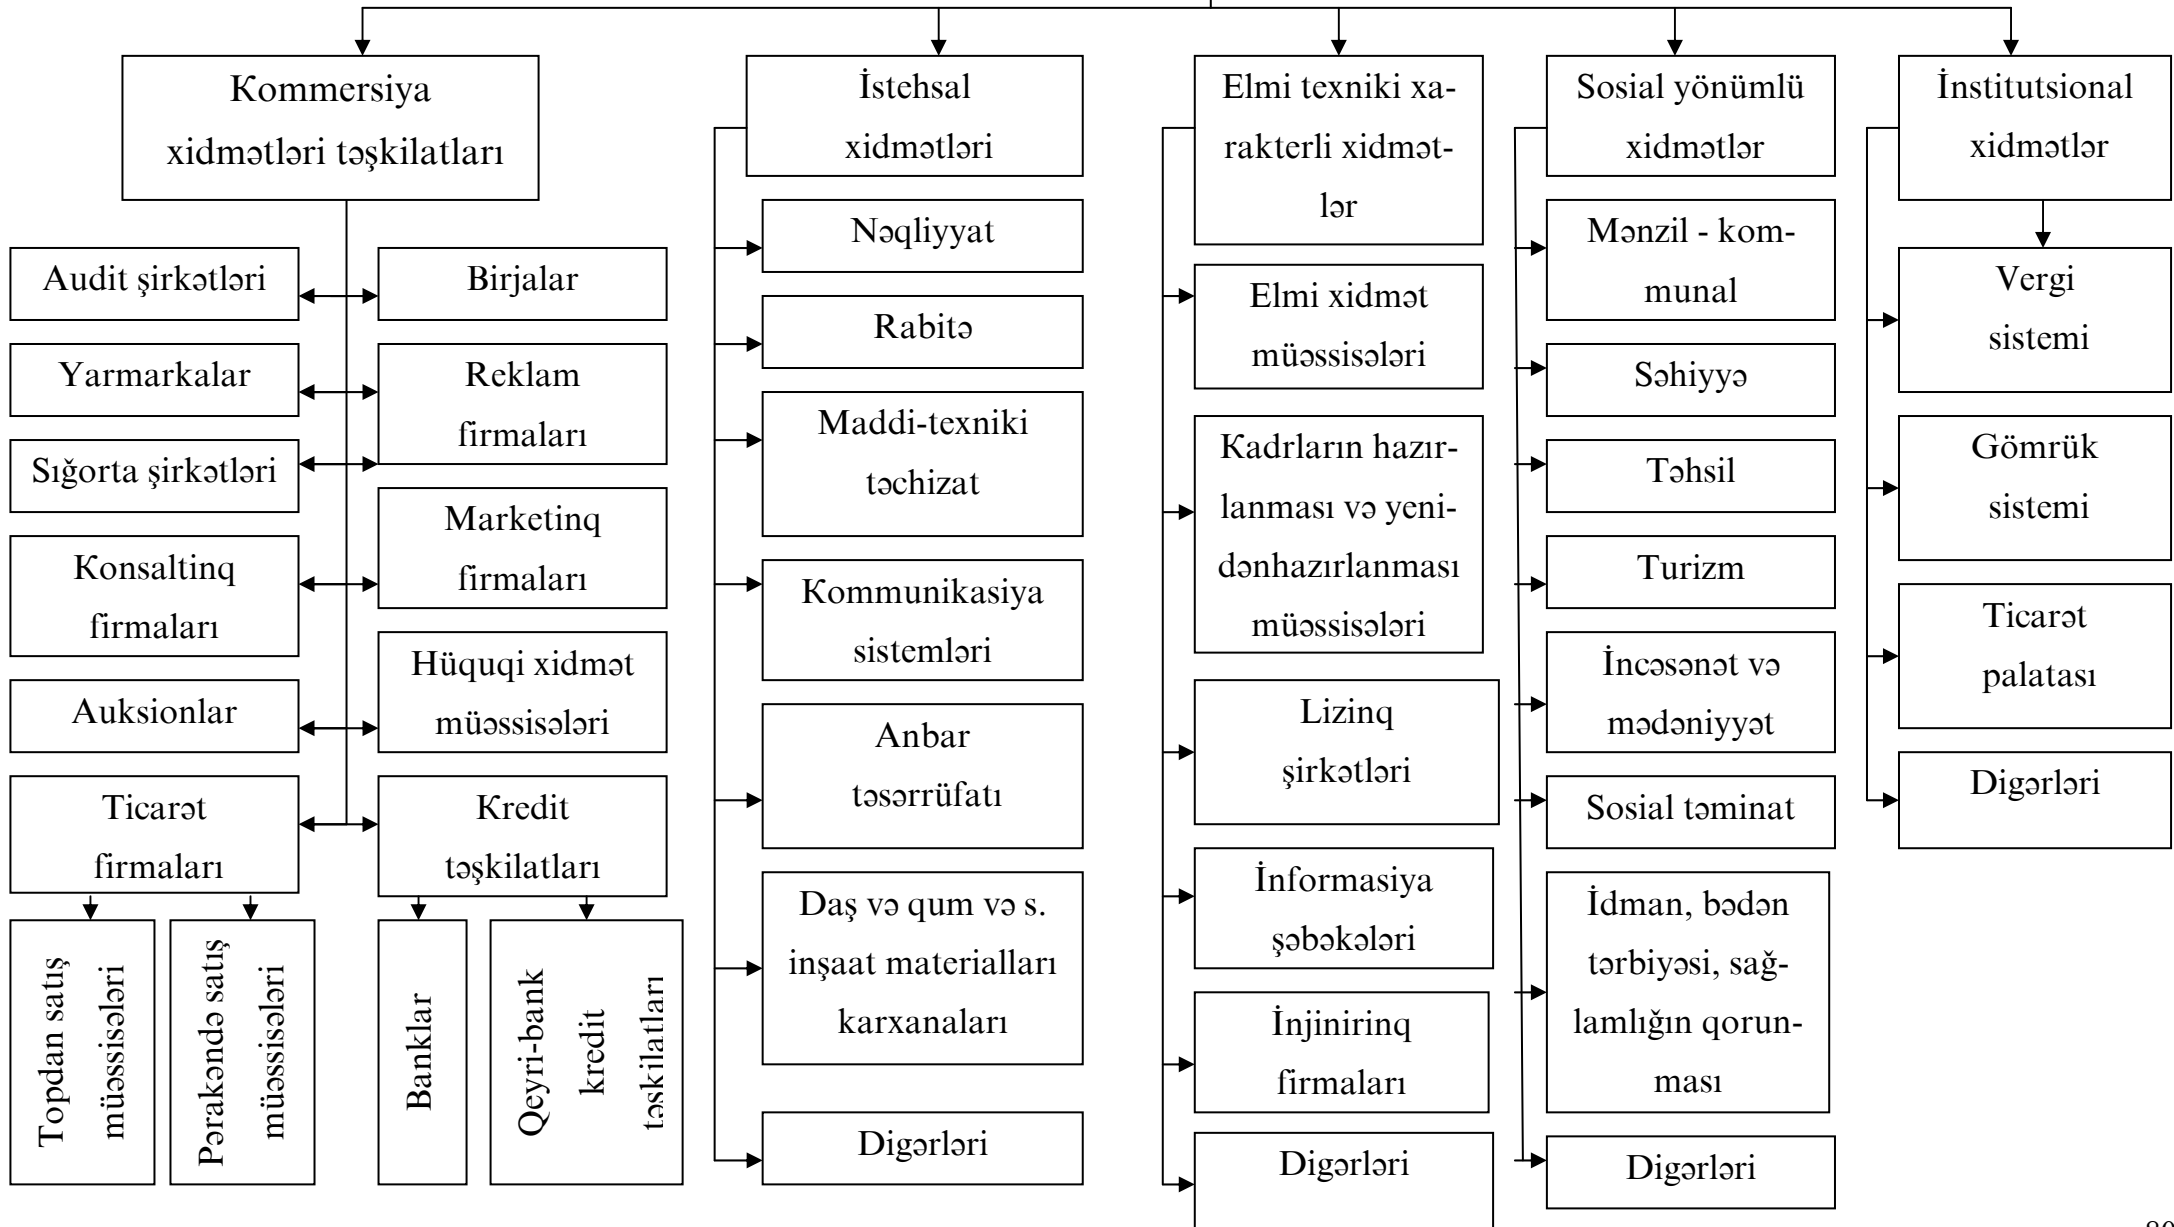 Kommersiya
xidmətləri təşkilatları
Audit şirkətləri
Yarmarkalar
Sığorta şirkətləri
Konsaltinq
firmaları
Auksionlar
Ticarət
firmaları
Topdan satış
müəssisələri
Pərakəndə satış
müəssisələri
Birjalar
Reklam
firmaları
Marketinq
firmaları
Hüquqi xidmət
müəssisələri
Kredit
təşkilatları
Banklar
Qeyri-bank
kredit
təskilatları
İstehsal
xidmətləri
Nəqliyyat
Rabitə
Maddi-texniki
təchizat
Kommunikasiya
sistemləri
Anbar
təsərrüfatı
Daş və qum və s.
inşaat materialları
karxanaları
Digərləri
Elmi texniki xa-
rakterli xidmət-
lər
Elmi xidmət
müəssisələri
Kadrların hazır-
lanması və yeni-
dənhazırlanması
müəssisələri
Lizinq
şirkətləri
İnformasiya
şəbəkələri
İnjinirinq
firmaları
Digərləri
Sosial yönümlü
xidmətlər
Mənzil - kom-
munal
Səhiyyə
Təhsil
Turizm
İncəsənət və
mədəniyyət
Sosial təminat
İdman, bədən
tərbiyəsi, sağ-
lamlığın qorun-
ması
Digərləri
İnstitutsional
xidmətlər
Vergi
sistemi
Gömrük
sistemi
Ticarət
palatası
Digərləri